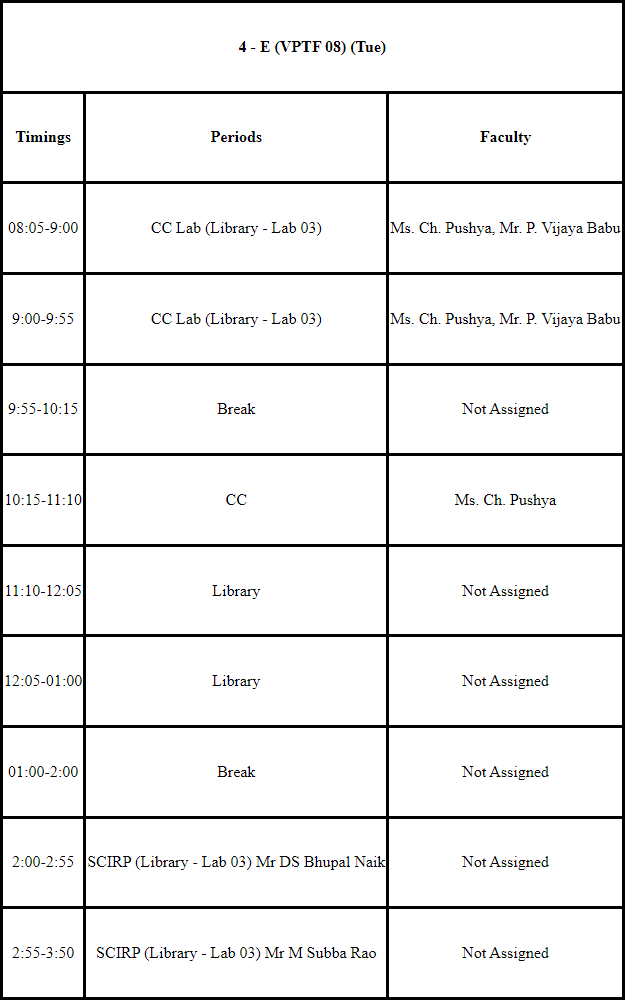 4 - E (VPTF 08) (Tue)
Timings Periods Faculty
08:05-9:00 CC Lab (Library - Lab 03) Ms. Ch. Pushya, Mr. P. Vijaya Babu
9:00-9:55 CC Lab (Library - Lab 03) Ms. Ch. Pushya, Mr. P. Vijaya Babu
9:55-10:15 Break Not Assigned
10:15-11:10 CC Ms. Ch. Pushya
11:10-12:05 Library Not Assigned
12:05-01:00 Library Not Assigned
01:00-2:00 Break Not Assigned
2:00-2:55 SCIRP (Library - Lab 03) Mr DS Bhupal Naik Not Assigned
2:55-3:50 SCIRP (Library - Lab 03) Mr M Subba Rao Not Assigned